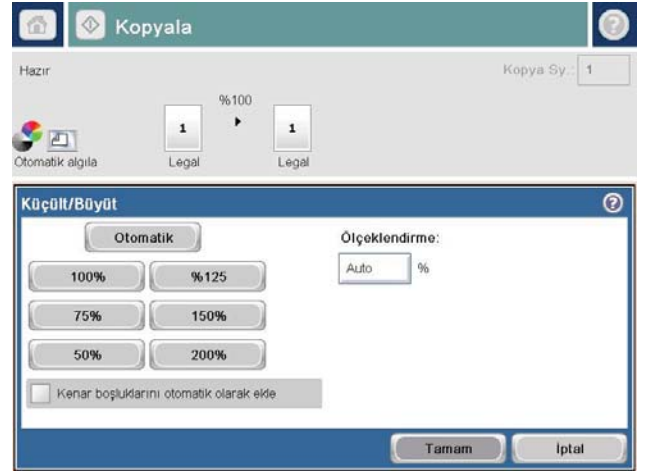 Kopyala
Hazır
Kopya Sy.: 1
%100
1 1
Otomatik algıla Legal Legal
Küçült/Büyüt
Otomatik
Ölçeklendirme:
Auto %
100% %125
75% 150%
50% 200%
Kenar boşluklarını otomatik olarak ekle
Tamam İptal